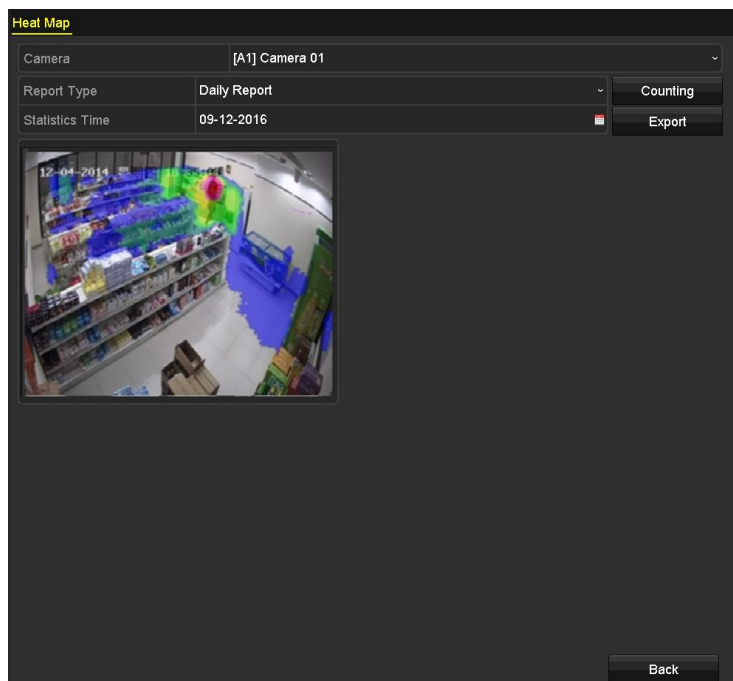 Heat Map
Camera [A1] Camera 01
Report Type Daily Report Counting
Statistics Time 09-12-2016 Export
12-04-2014
Back